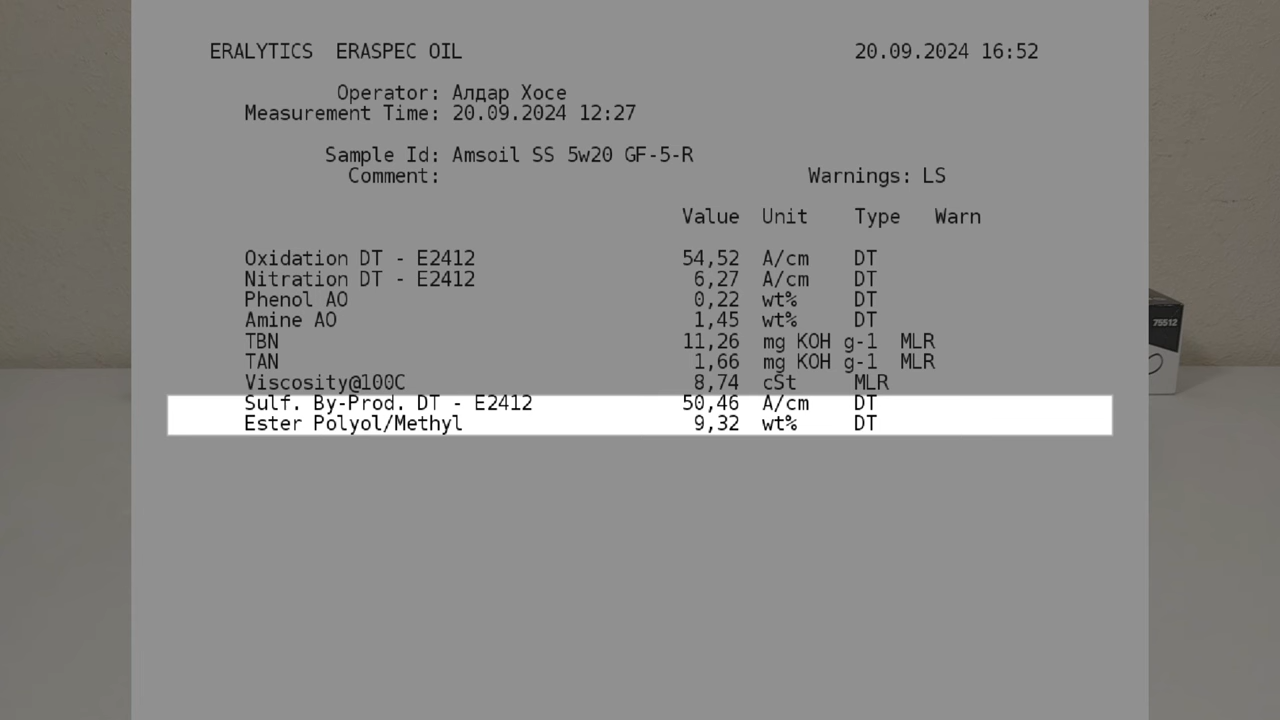 ERALYTICS ERASPEC OIL 20.09.2024 16:52
Operator: Алдар Хосе
Measurement Time: 20.09.2024 12:27
Sample Id: Amsoil SS 5w20 GF-5-R
Comment: Warnings: LS
Value Unit Type Warn
Oxidation DT - E2412 54,52 A/cm DT
Nitration DT - E2412 6,27 A/cm DT
Phenol AO 0,22 wt% DT
Amine AO 1,45 wt% DT
TBN 11,26 mg KOH g-1 MLR
TAN 1,66 mg KOH g-1 MLR
Viscosity@100C 8,74 cSt MLR
Sulf. By-Prod. DT - E2412 50,46 A/cm DT
Ester Polyol/Methyl 9,32 wt% DT
75512